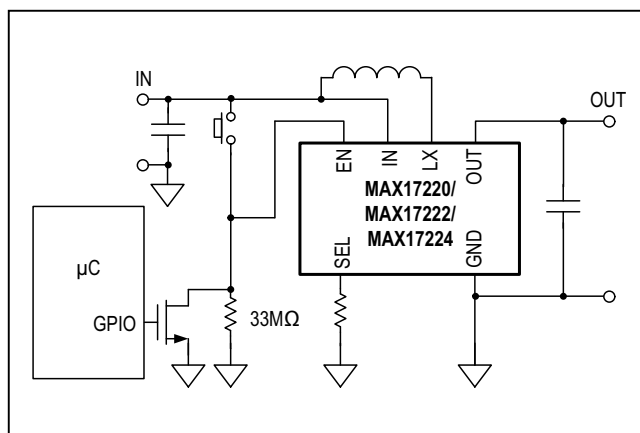 IN
OUT
EN
IN
LX
OUT
MAX17220/
MAX17222/
MAX17224
SEL
GND
µC
GPIO
33MΩ